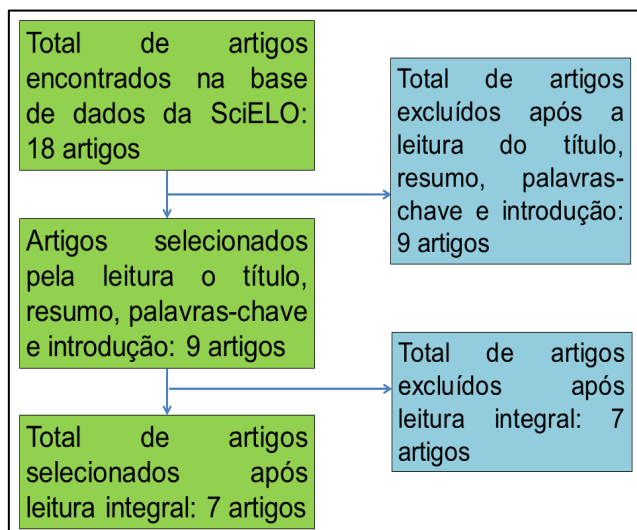 Total de artigos
encontrados na base
de dados da SciELO:
18 artigos
Total de artigos
excluídos após a
leitura do título,
resumo, palavras-
chave e introdução:
9 artigos
Artigos selecionados
pela leitura o título,
resumo, palavras-chave
e introdução: 9 artigos
Total de artigos
excluídos após
leitura integral: 7
artigos
Total de artigos
selecionados após
leitura integral: 7 artigos